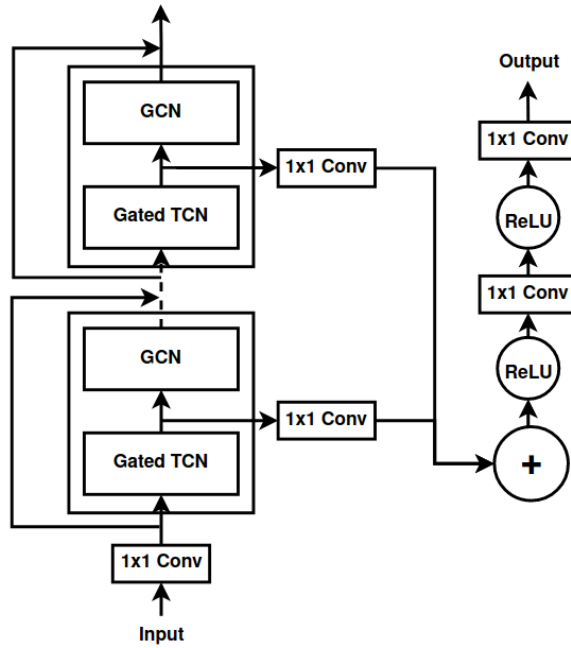 GCN
1x1 Conv
Gated TCN
GCN
1x1 Conv
Gated TCN
1x1 Conv
Input
Output
1x1 Conv
ReLU
1x1 Conv
ReLU
+